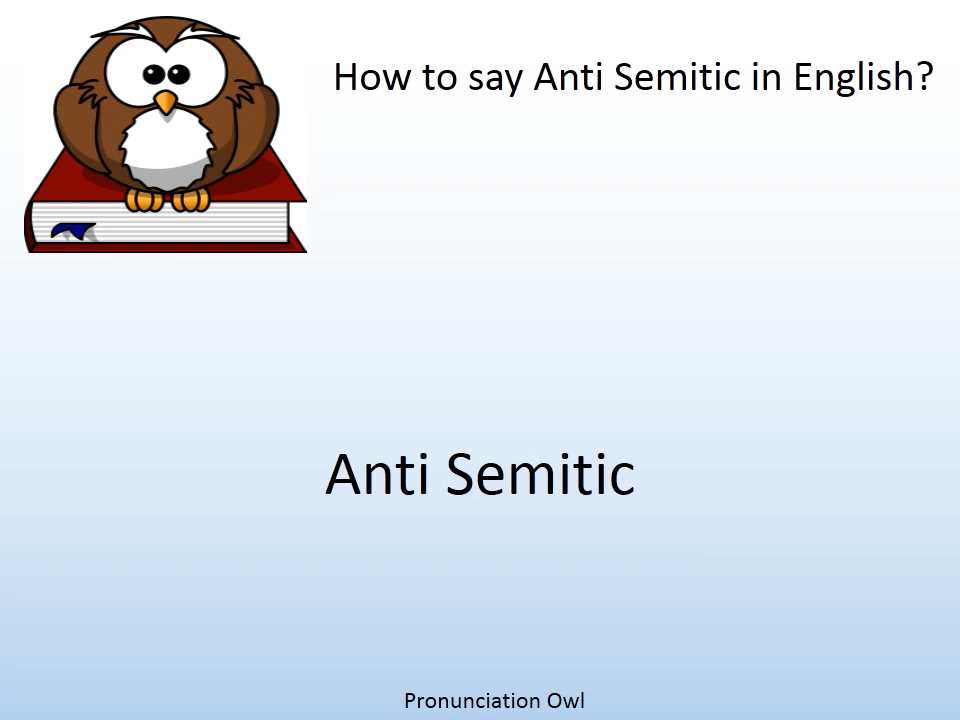 How to say Anti Semitic in English?
Anti Semitic
Pronunciation Owl